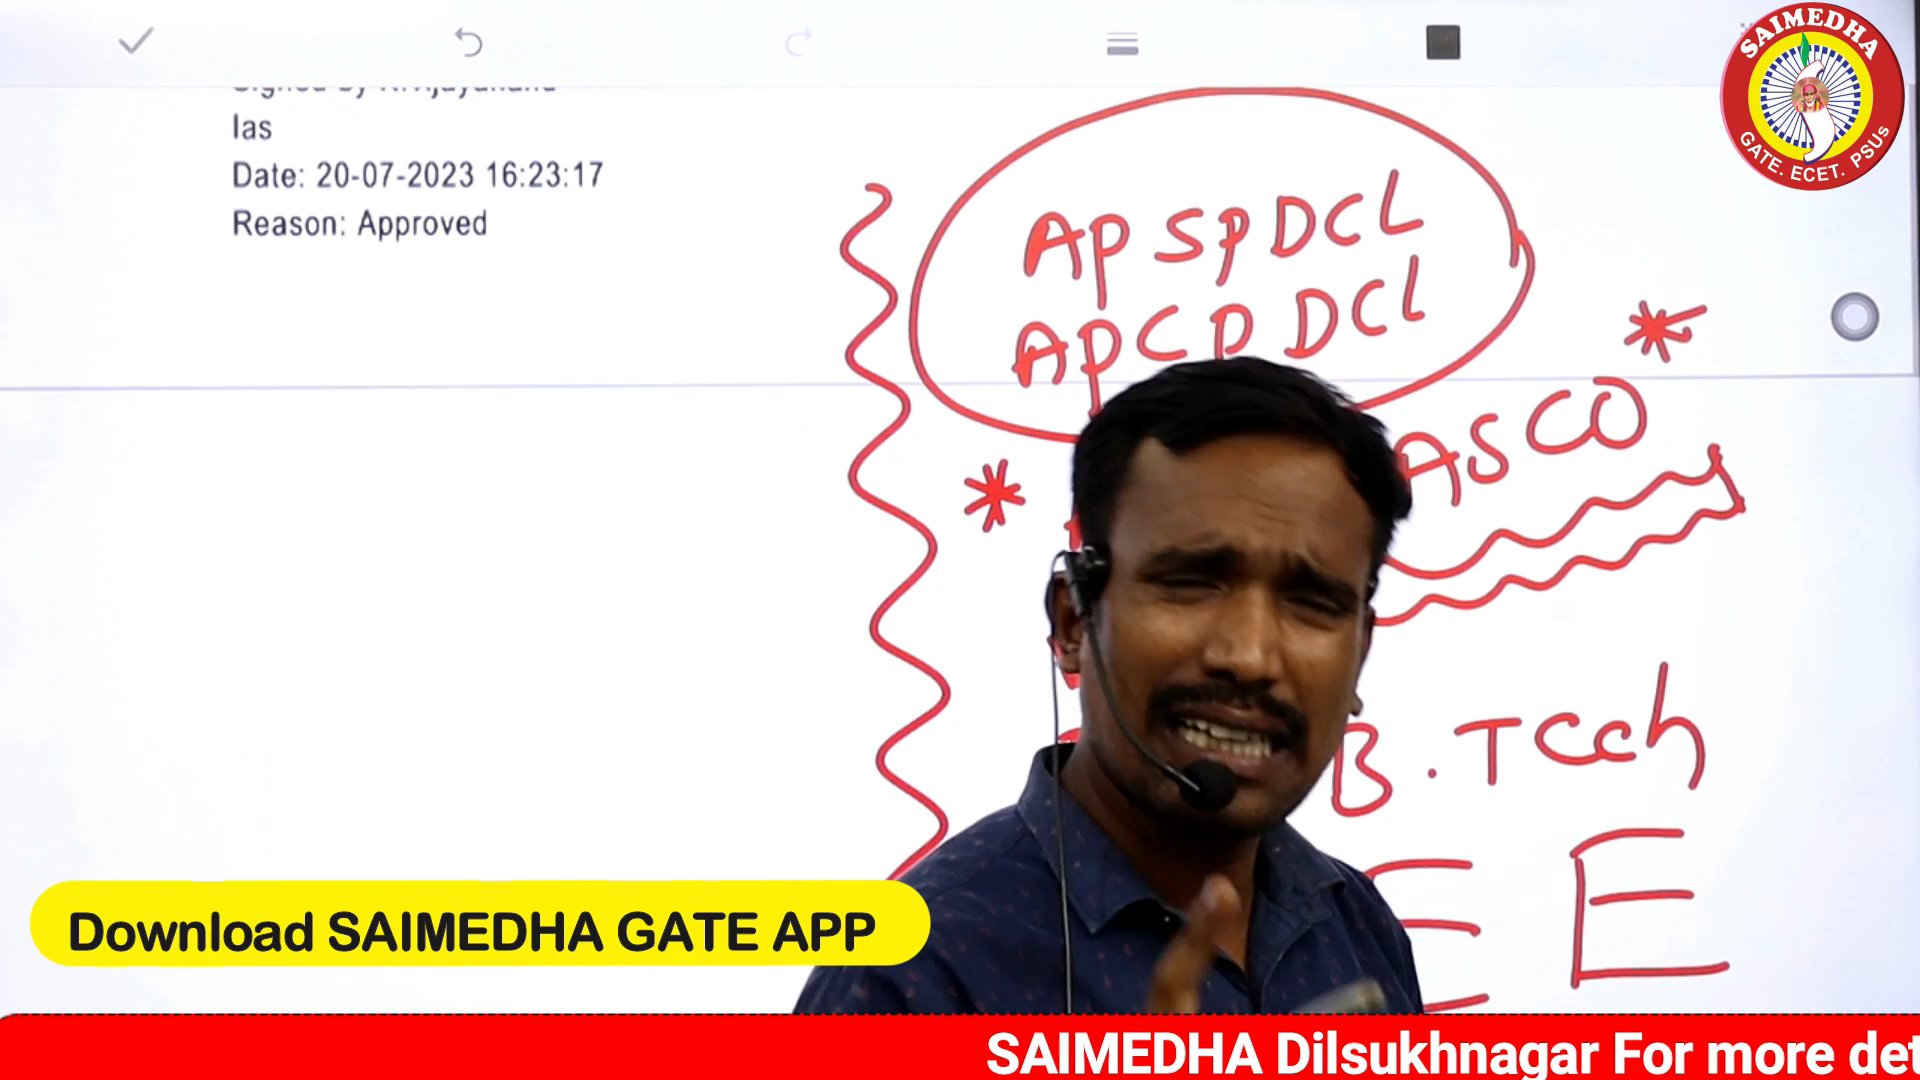 SAIMEDHA
GATE. ECET. PSUs
Ias
Date: 20-07-2023 16:23:17
Reason: Approved
APSPDCL
APCPDCL
ASCO
B.Tech
E E
Download SAIMEDHA GATE APP
SAIMEDHA Dilsukhnagar For more det